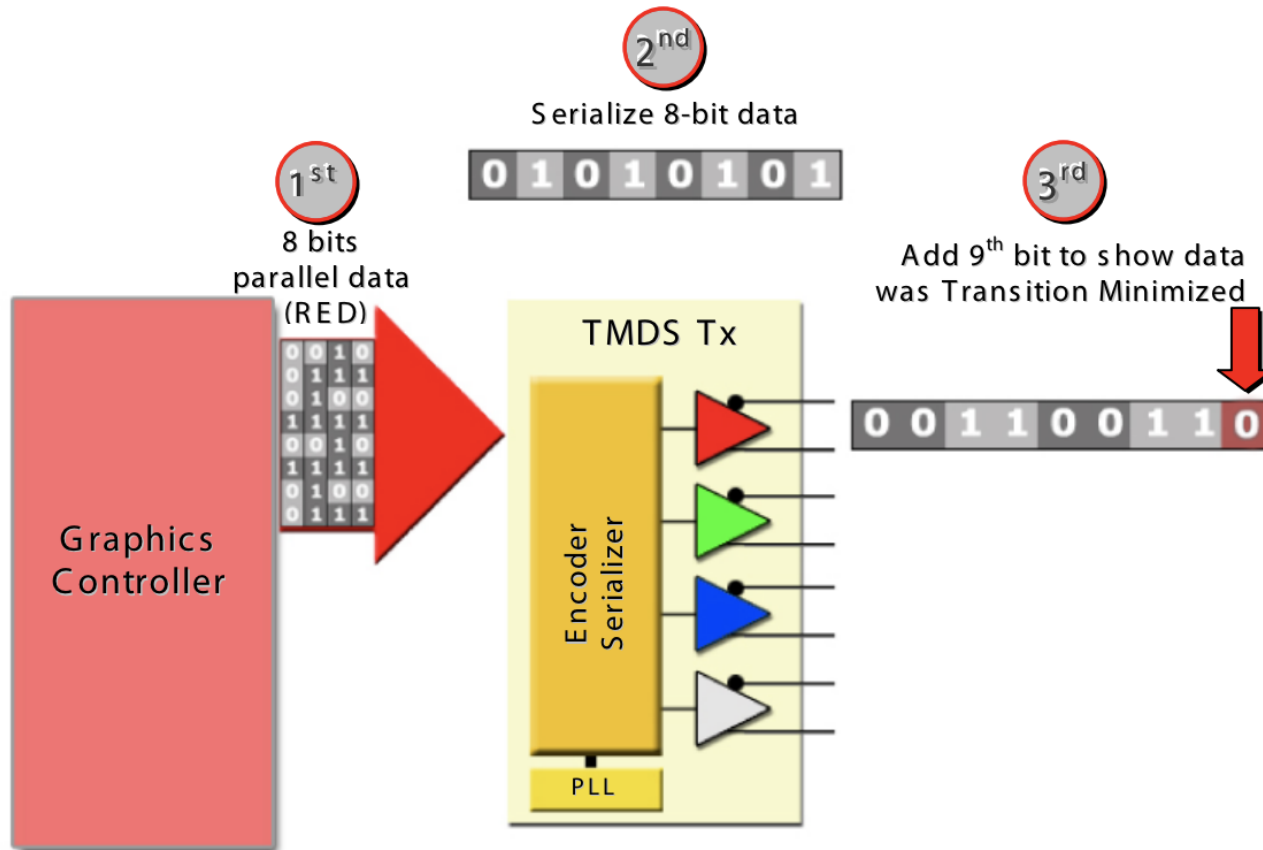 2nd
Serialize 8-bit data
0 1 0 1 0 1 0 1
1st
8 bits
parallel data
(RED)
3rd
Add 9th bit to show data
was Transition Minimized
0 0 1 0
0 1 1 1
0 1 0 0
1 1 1 1
0 0 1 0
1 1 1 1
0 1 0 0
0 1 1 1
Graphics
Controller
TMDS Tx
Encoder
Serializer
PLL
0 0 1 1 0 0 1 1 0